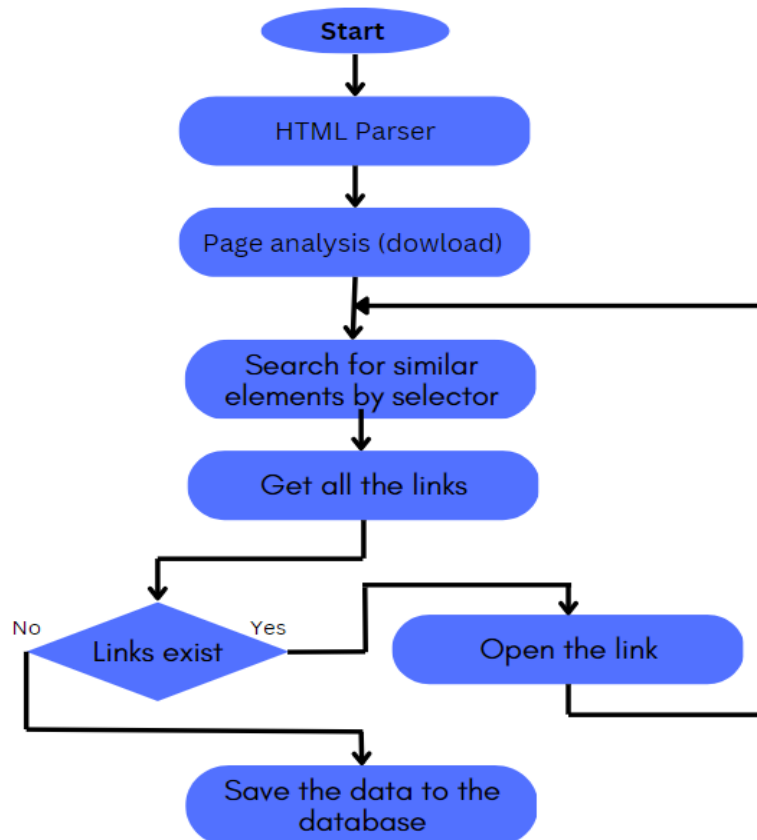 Start
HTML Parser
Page analysis (dowload)
Search for similar
elements by selector
Get all the links
No
Yes
Links exist
Open the link
Save the data to the
database